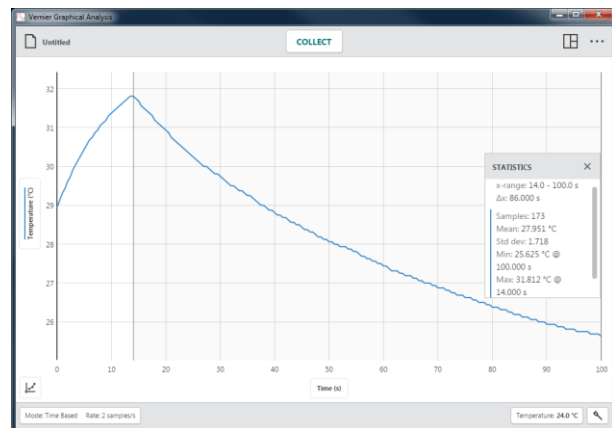 Vernier Graphical Analysis
Untitled
COLLECT
32
31
30
29
28
27
26
Temperature (°C)
0 10 20 30 40 50 60 70 80 90 100
Time (s)
STATISTICS
x-range: 14.0 - 100.0 s
Δx: 86.000 s
Samples: 173
Mean: 27.951 °C
Std dev: 1.718
Min: 25.625 °C @
100.000 s
Max: 31.812 °C @
14.000 s
Mode: Time Based Rate: 2 samples/s
Temperature: 24.0 °C